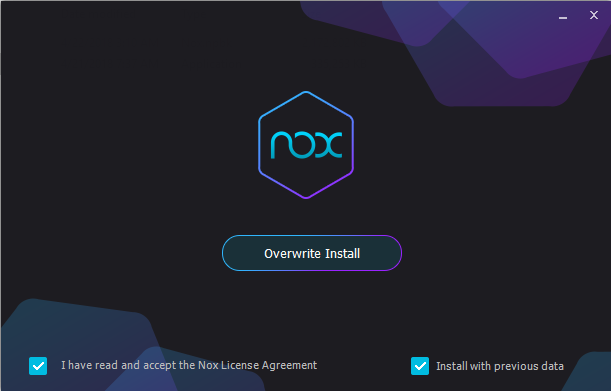 nox
Overwrite Install
I have read and accept the Nox License Agreement
Install with previous data